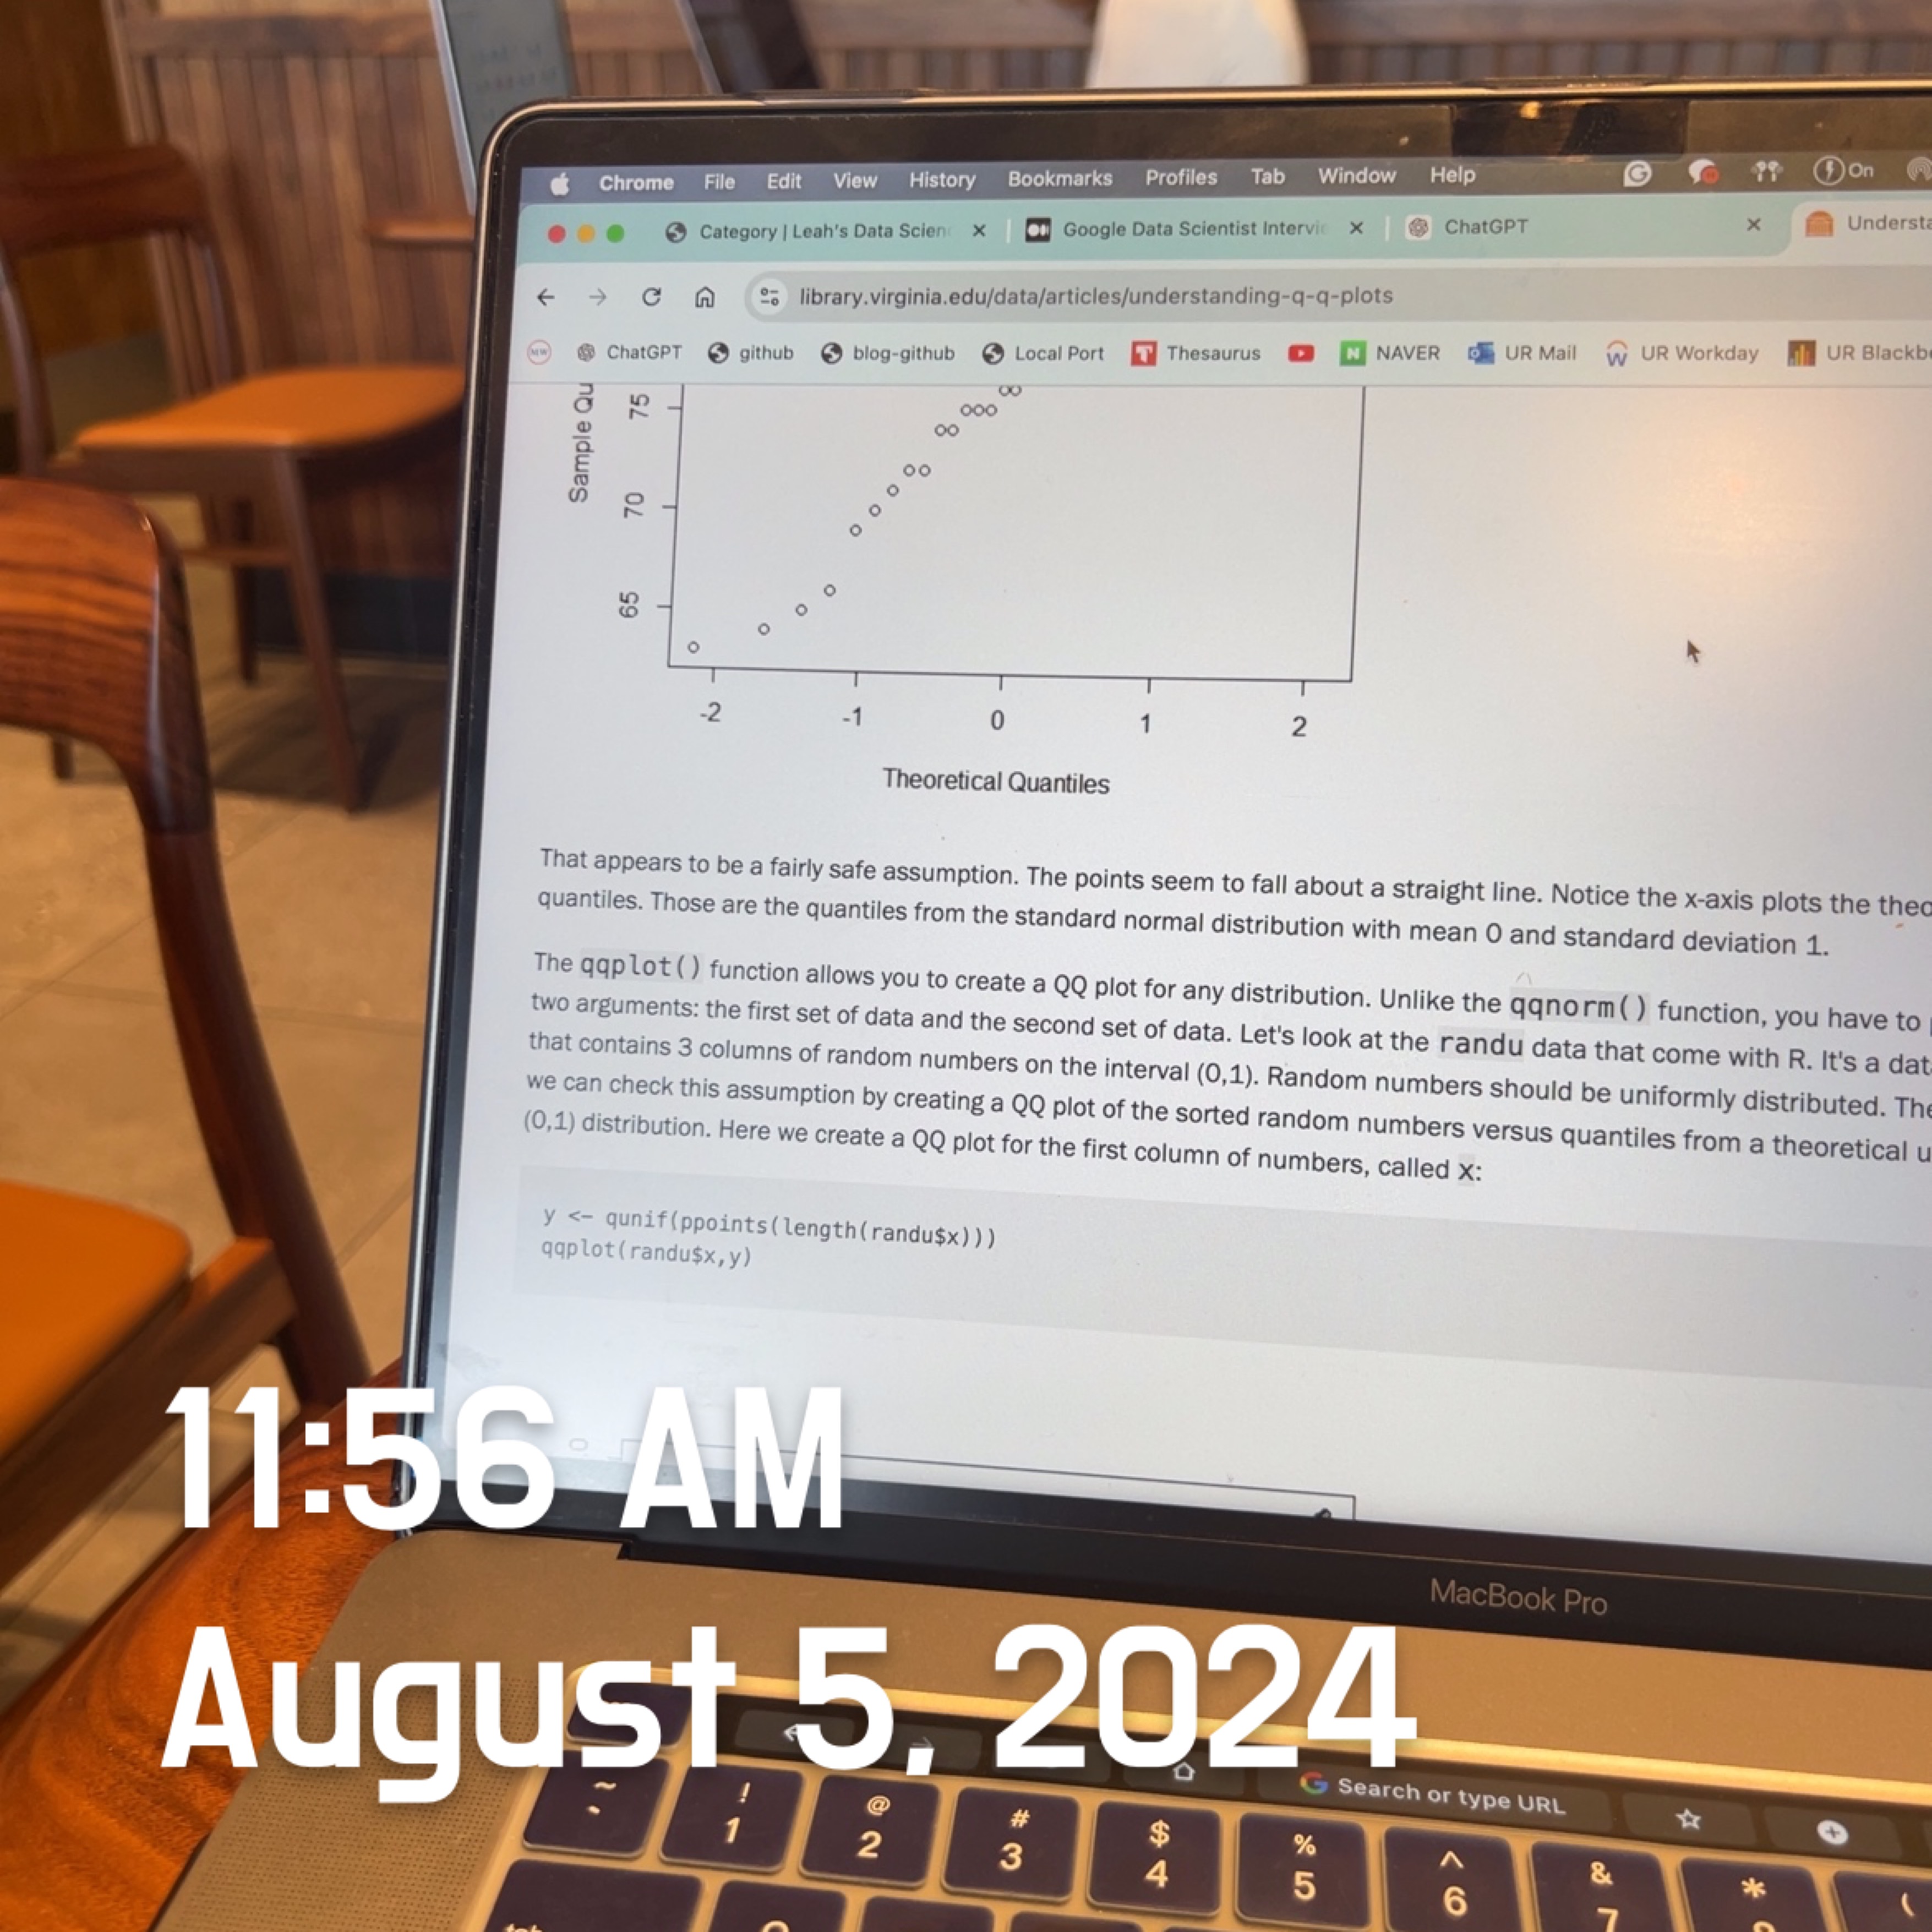 Chrome File Edit View History Bookmarks Profiles Tab Window Help On
Category | Leah's Data Scien Google Data Scientist Intervi ChatGPT Understa
library.virginia.edu/data/articles/understanding-q-q-plots
MW ChatGPT github blog-github Local Port Thesaurus NAVER UR Mail UR Workday UR Blackb
Sample Qu
75
70
65
-2 -1 0 1 2
Theoretical Quantiles
That appears to be a fairly safe assumption. The points seem to fall about a straight line. Notice the x-axis plots the theo
quantiles. Those are the quantiles from the standard normal distribution with mean 0 and standard deviation 1.
The qqplot() function allows you to create a QQ plot for any distribution. Unlike the qqnorm() function, you have to
two arguments: the first set of data and the second set of data. Let's look at the randu data that come with R. It's a dat
that contains 3 columns of random numbers on the interval (0,1). Random numbers should be uniformly distributed. The
we can check this assumption by creating a QQ plot of the sorted random numbers versus quantiles from a theoretical u
(0,1) distribution. Here we create a QQ plot for the first column of numbers, called x:
y <- qunif(ppoints(length(randu$x)))
qqplot(randu$x,y)
11:56 AM
MacBook Pro
August 5, 2024
Search or type URL
~ ! @ # $ % ^ & * (
1 2 3 4 5 6 7